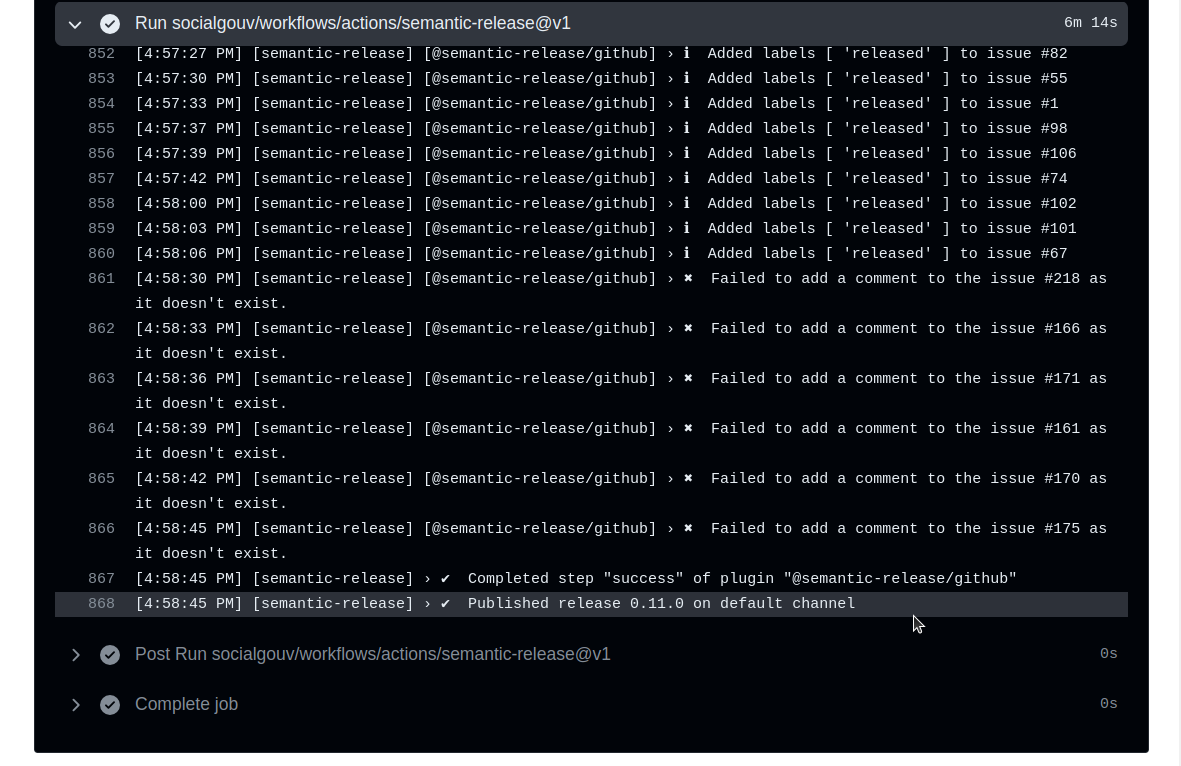 Run socialgouv/workflows/actions/semantic-release@v1 6m 14s
852 [4:57:27 PM] [semantic-release] [@semantic-release/github] › ℹ  Added labels [ 'released' ] to issue #82
853 [4:57:30 PM] [semantic-release] [@semantic-release/github] › ℹ  Added labels [ 'released' ] to issue #55
854 [4:57:33 PM] [semantic-release] [@semantic-release/github] › ℹ  Added labels [ 'released' ] to issue #1
855 [4:57:37 PM] [semantic-release] [@semantic-release/github] › ℹ  Added labels [ 'released' ] to issue #98
856 [4:57:39 PM] [semantic-release] [@semantic-release/github] › ℹ  Added labels [ 'released' ] to issue #106
857 [4:57:42 PM] [semantic-release] [@semantic-release/github] › ℹ  Added labels [ 'released' ] to issue #74
858 [4:58:00 PM] [semantic-release] [@semantic-release/github] › ℹ  Added labels [ 'released' ] to issue #102
859 [4:58:03 PM] [semantic-release] [@semantic-release/github] › ℹ  Added labels [ 'released' ] to issue #101
860 [4:58:06 PM] [semantic-release] [@semantic-release/github] › ℹ  Added labels [ 'released' ] to issue #67
861 [4:58:30 PM] [semantic-release] [@semantic-release/github] › ✖  Failed to add a comment to the issue #218 as
it doesn't exist.
862 [4:58:33 PM] [semantic-release] [@semantic-release/github] › ✖  Failed to add a comment to the issue #166 as
it doesn't exist.
863 [4:58:36 PM] [semantic-release] [@semantic-release/github] › ✖  Failed to add a comment to the issue #171 as
it doesn't exist.
864 [4:58:39 PM] [semantic-release] [@semantic-release/github] › ✖  Failed to add a comment to the issue #161 as
it doesn't exist.
865 [4:58:42 PM] [semantic-release] [@semantic-release/github] › ✖  Failed to add a comment to the issue #170 as
it doesn't exist.
866 [4:58:45 PM] [semantic-release] [@semantic-release/github] › ✖  Failed to add a comment to the issue #175 as
it doesn't exist.
867 [4:58:45 PM] [semantic-release] › ✔  Completed step "success" of plugin "@semantic-release/github"
868 [4:58:45 PM] [semantic-release] › ✔  Published release 0.11.0 on default channel
Post Run socialgouv/workflows/actions/semantic-release@v1 0s
Complete job 0s